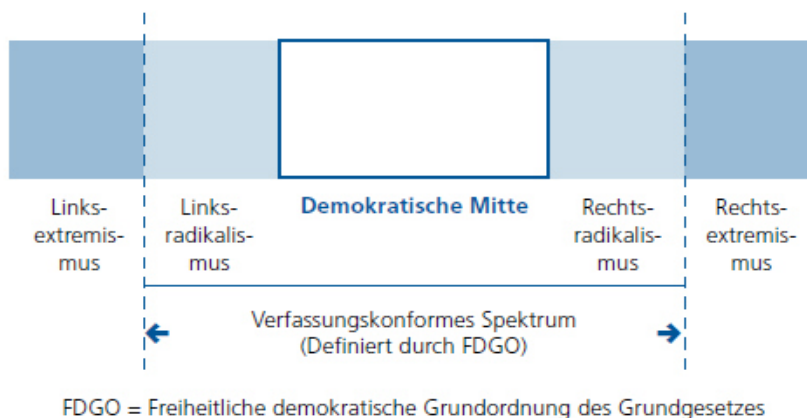 Links-
extremis-
mus
Links-
radikalis-
mus
Demokratische Mitte
Rechts-
radikalis-
mus
Rechts-
extremis-
mus
Verfassungskonformes Spektrum
(Definiert durch FDGO)
FDGO = Freiheitliche demokratische Grundordnung des Grundgesetzes